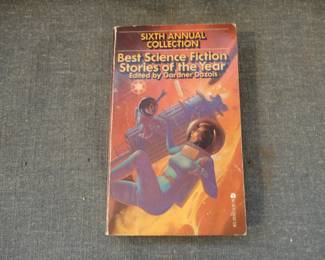 SIXTH ANNUAL
COLLECTION
Best Science Fiction
Stories of the Year
Edited by Gardner Dozois